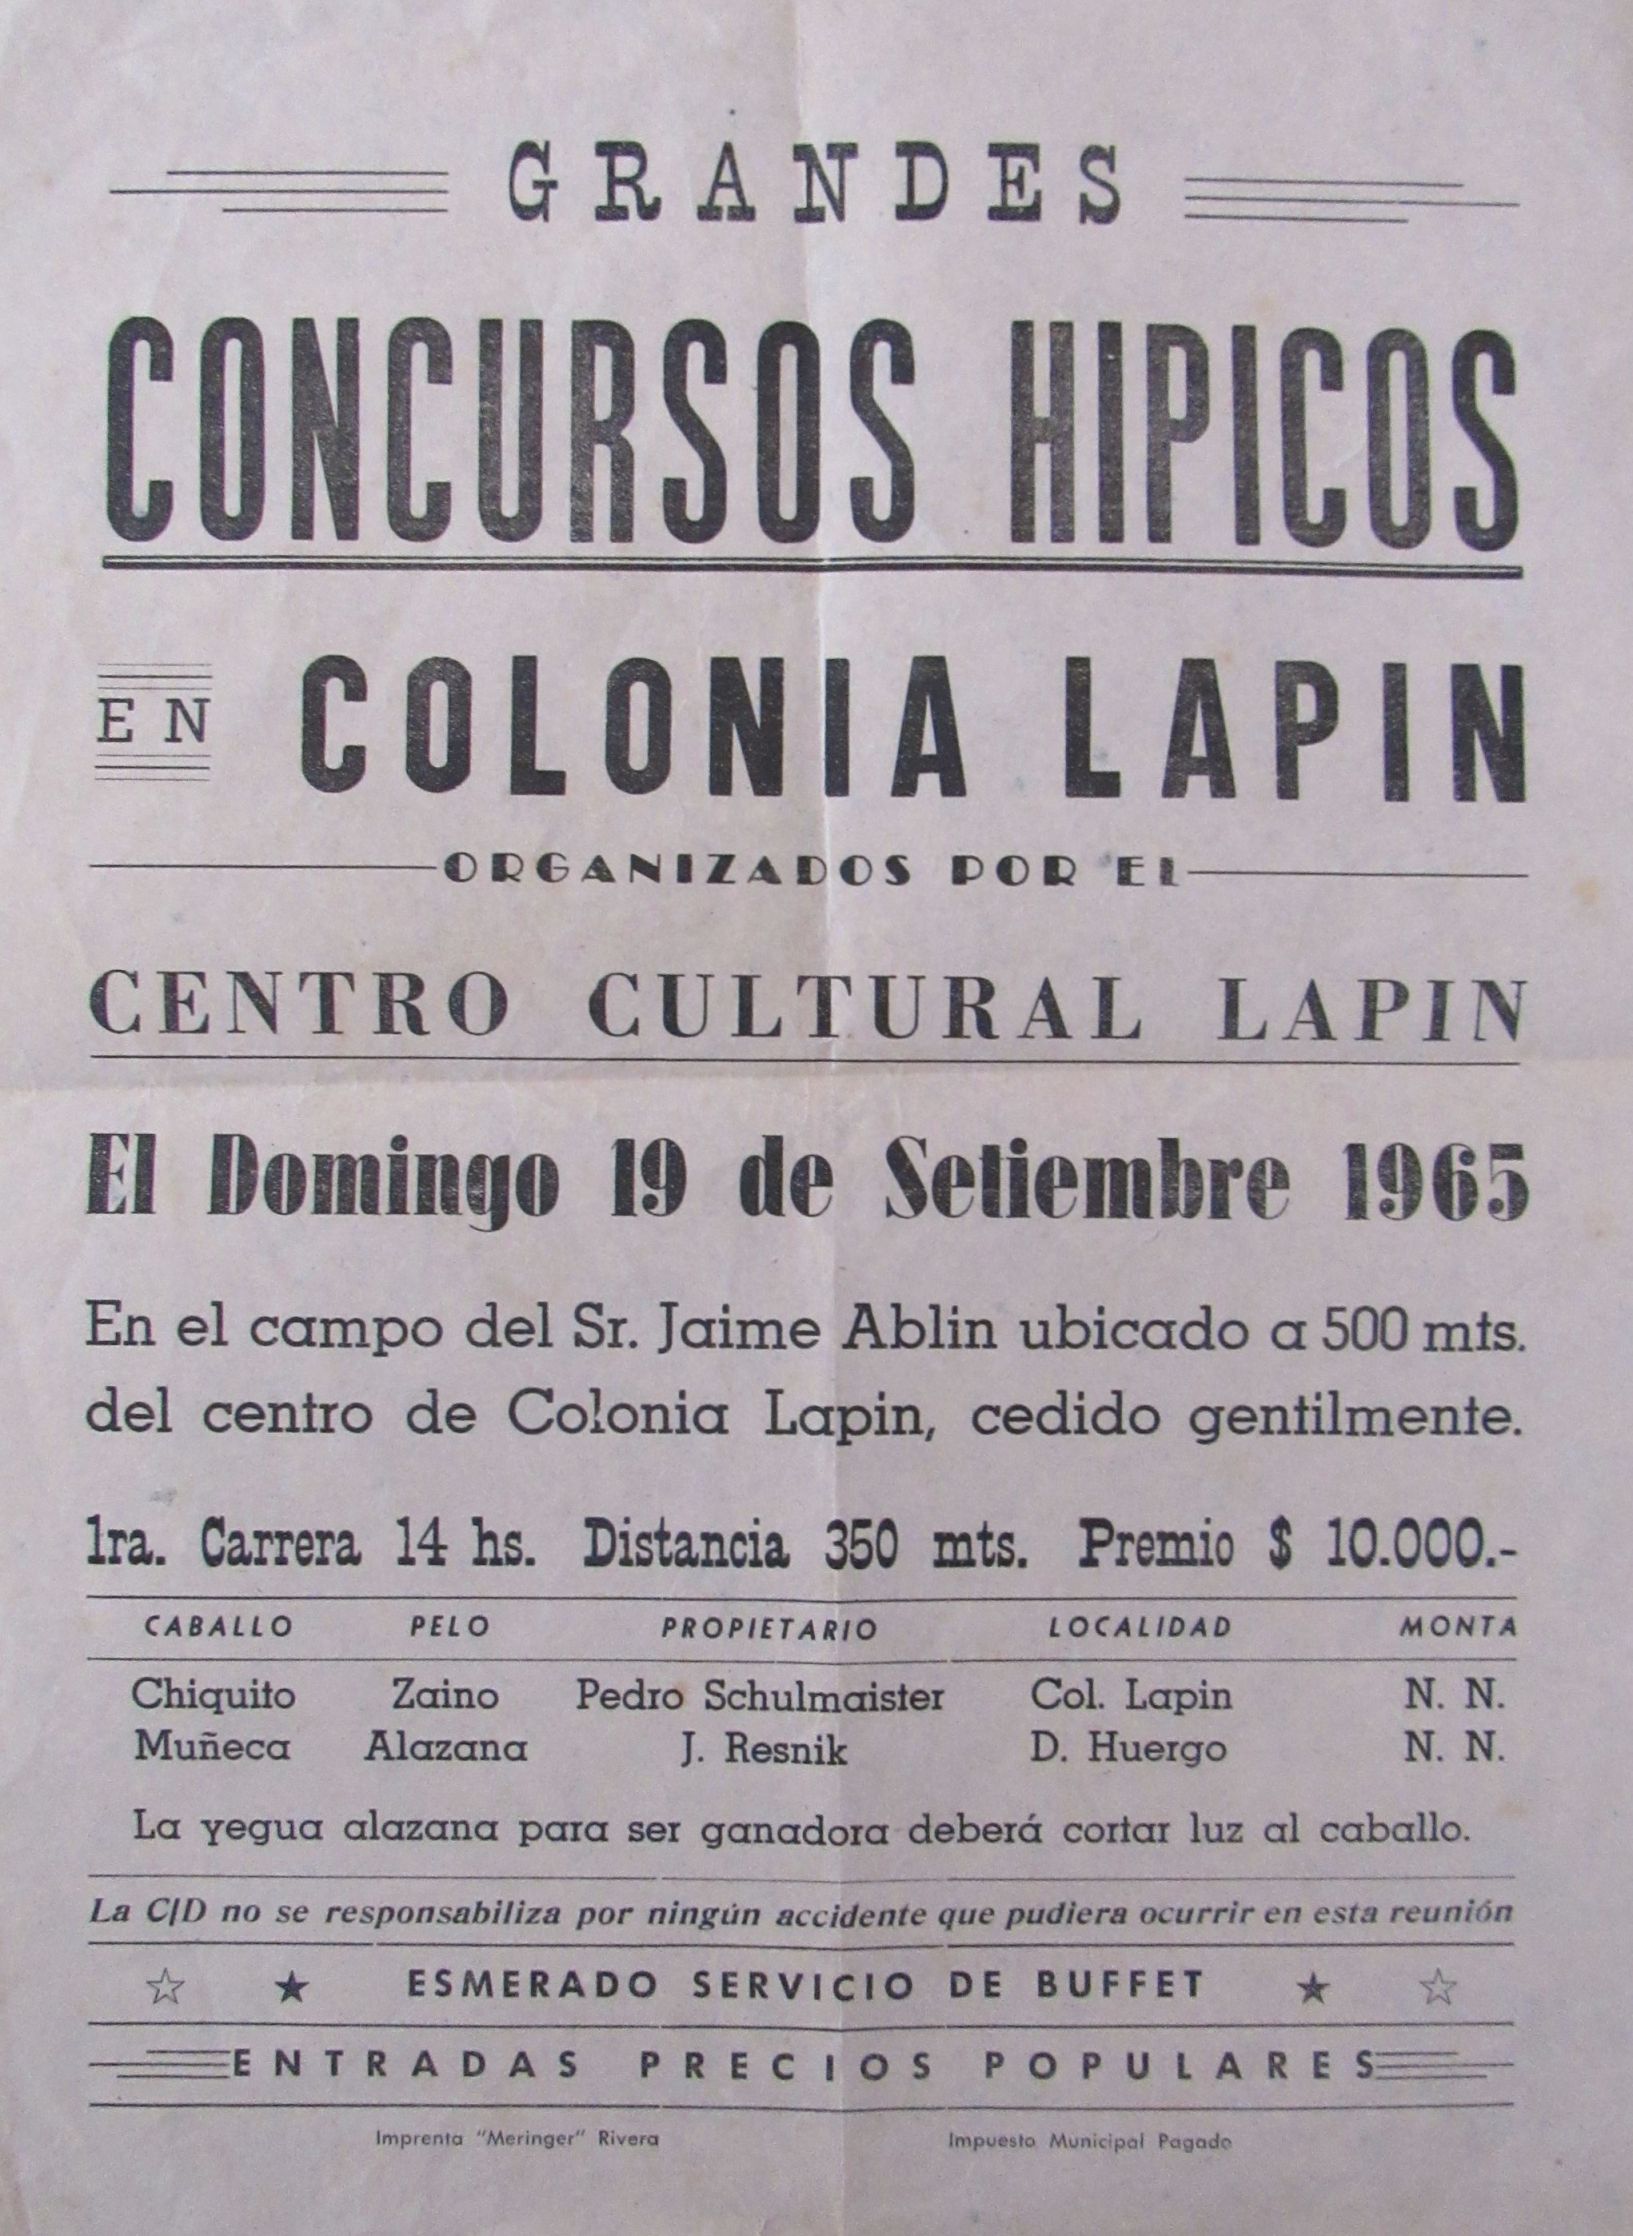 GRANDES
CONCURSOS HIPICOS
EN COLONIA LAPIN
ORGANIZADOS POR EL
CENTRO CULTURAL LAPIN
El Domingo 19 de Setiembre 1965
En el campo del Sr. Jaime Ablin ubicado a 500 mts.
del centro de Colonia Lapin, cedido gentilmente.
1ra. Carrera 14 hs. Distancia 350 mts. Premio $ 10.000.-
CABALLO PELO PROPIETARIO LOCALIDAD MONTA
Chiquito Zaino Pedro Schulmaister Col. Lapin N. N.
Muñeca Alazana J. Resnik D. Huergo N. N.
La yegua alazana para ser ganadora deberá cortar luz al caballo.
La C/D no se responsabiliza por ningún accidente que pudiera ocurrir en esta reunión
☆ ★ ESMERADO SERVICIO DE BUFFET ★ ☆
ENTRADAS PRECIOS POPULARES
Imprenta "Meringer" Rivera Impuesto Municipal Pagado